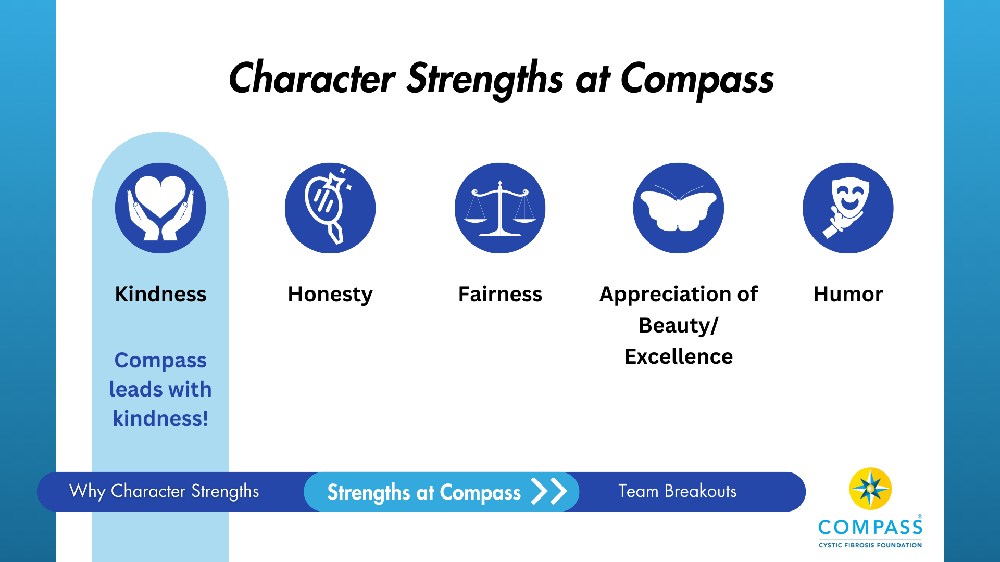 Character Strengths at Compass
Kindness
Compass
leads with
kindness!
Honesty
Fairness
Appreciation of
Beauty/
Excellence
Humor
Why Character Strengths
Strengths at Compass
Team Breakouts
COMPASS®
CYSTIC FIBROSIS FOUNDATION